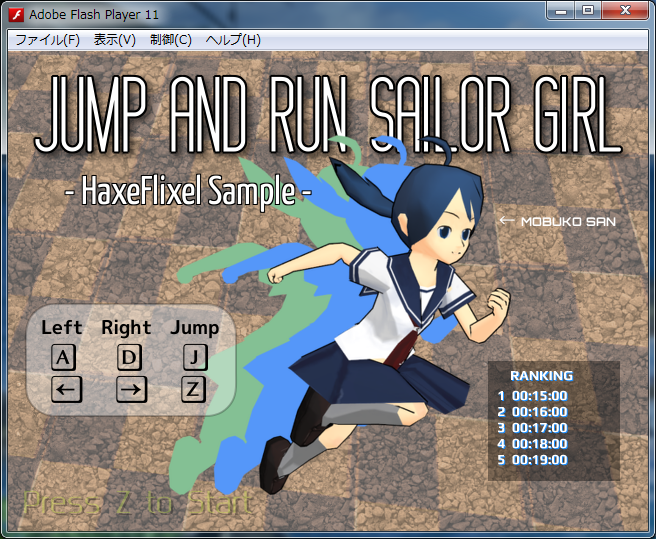 Adobe Flash Player 11
ファイル(F) 表示(V) 制御(C) ヘルプ(H)
JUMP AND RUN SAILOR GIRL
- HaxeFlixel Sample -
← MOBUKO SAN
Left Right Jump
A D J
← → Z
RANKING
1 00:15:00
2 00:16:00
3 00:17:00
4 00:18:00
5 00:19:00
Press Z to Start